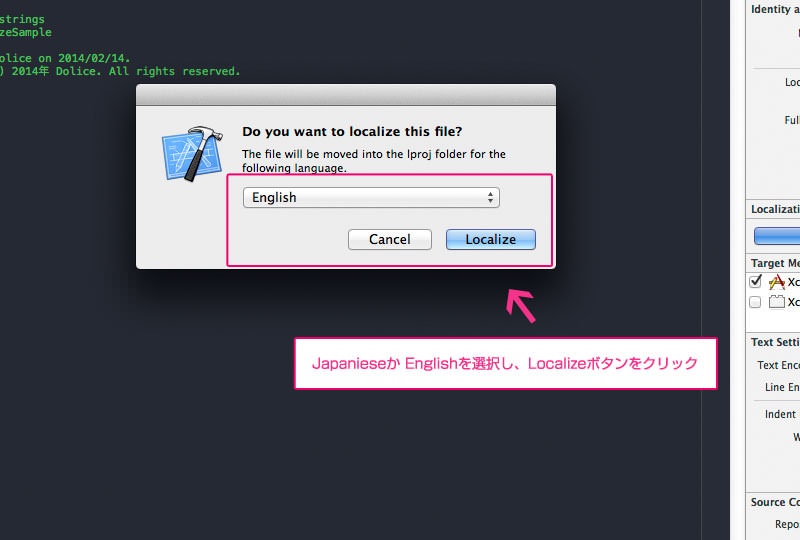 strings
zeSample
olice on 2014/02/14.
) 2014年 Dolice. All rights reserved.
Do you want to localize this file?
The file will be moved into the lproj folder for the
following language.
English
Cancel
Localize
Japanieseか Englishを選択し、Localizeボタンをクリック
Identity a
Loc
Full
Localizati
Target Me
Xc
Xc
Text Setti
Text Enco
Line En
Indent
W
Source Co
Repo